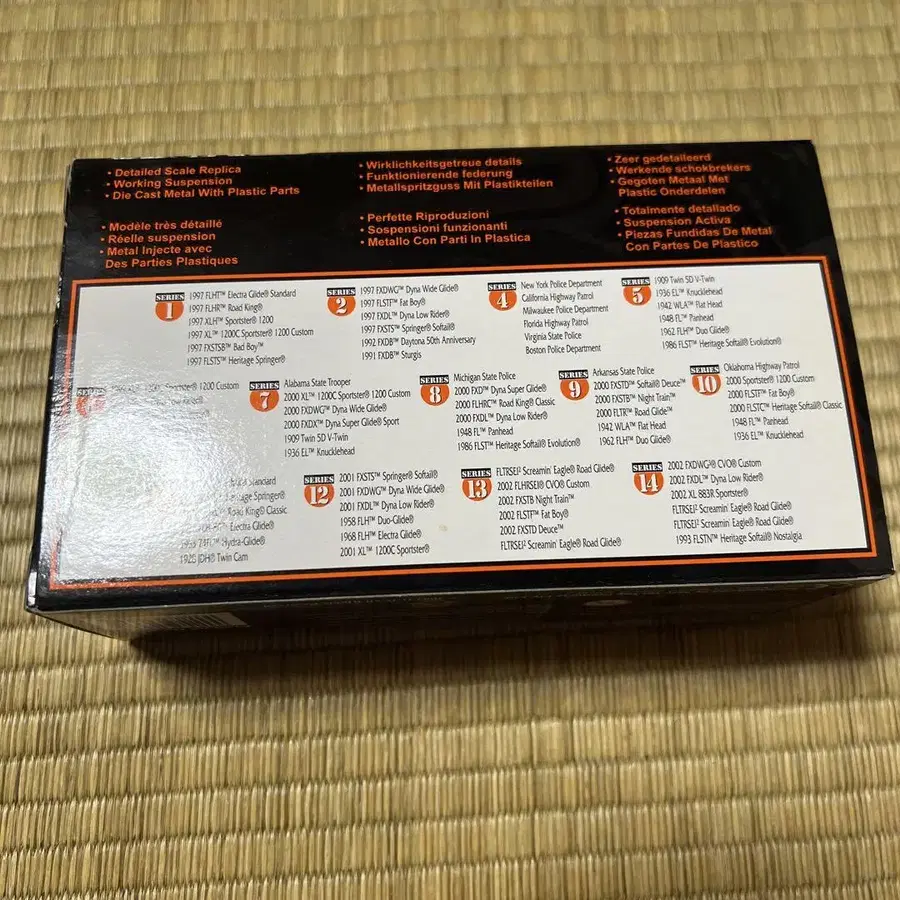 • Detailed Scale Replica
• Working Suspension
• Die Cast Metal With Plastic Parts
• Wirklichkeitsgetreue details
• Funktionierende federung
• Metallspritzguss Mit Plastikteilen
• Zeer gedetaileerd
• Werkende schokbrekers
• Gegoten Metaal Met
Plastic Onderdelen
• Modèle très détaillé
• Réelle suspension
• Metal Injecte avec
Des Parties Plastiques
• Perfette Riproduzioni
• Sospensioni funzionanti
• Metallo Con Parti In Plastica
• Totalmente detallado
• Suspension Activa
• Piezas Fundidas De Metal
Con Partes De Plastico
SERIES 1
1997 FLHT™ Electra Glide® Standard
1997 FLHR™ Road King®
1997 XLH™ Sportster® 1200
1997 XL™ 1200C Sportster® 1200 Custom
1997 FXSTSB™ Bad Boy™
1997 FLSTS™ Heritage Springer®
SERIES 2
1997 FXDWG™ Dyna Wide Glide®
1997 FLSTF™ Fat Boy®
1997 FXDL™ Dyna Low Rider®
1997 FXSTS™ Springer® Softail®
1992 FXDB™ Daytona 50th Anniversary
1991 FXDB™ Sturgis
SERIES 4
New York Police Department
California Highway Patrol
Milwaukee Police Department
Florida Highway Patrol
Virginia State Police
Boston Police Department
SERIES 5
1909 Twin 5D V-Twin
1936 EL™ Knucklehead
1942 WLA™ Flat Head
1948 FL™ Panhead
1962 FLH™ Duo Glide®
1986 FLST™ Heritage Softail® Evolution®
Sportster® 1200 Custom
SERIES 7
Alabama State Trooper
2000 XL™ 1200C Sportster® 1200 Custom
2000 FXDWG™ Dyna Wide Glide®
2000 FXDX™ Dyna Super Glide® Sport
1909 Twin 5D V-Twin
1936 EL™ Knucklehead
SERIES 8
Michigan State Police
2000 FXD™ Dyna Super Glide®
2000 FLHRC™ Road King® Classic
2000 FXDL™ Dyna Low Rider®
1948 FL™ Panhead
1986 FLST™ Heritage Softail® Evolution®
SERIES 9
Arkansas State Police
2000 FXSTD™ Softail® Deuce™
2000 FXSTB™ Night Train™
2000 FLTR™ Road Glide™
1942 WLA™ Flat Head
1962 FLH™ Duo Glide®
SERIES 10
Oklahoma Highway Patrol
2000 Sportster® 1200 Custom
2000 FLSTF™ Fat Boy®
2000 FLSTC™ Heritage Softail® Classic
1948 FL™ Panhead
1936 EL™ Knucklehead
Standard
Springer®
Road King® Classic
Electra Glide®
Hydra-Glide®
JDH® Twin Cam
SERIES 12
2001 FXSTS™ Springer® Softail®
2001 FXDWG™ Dyna Wide Glide®
2001 FXDL™ Dyna Low Rider®
1958 FLH™ Duo-Glide®
1968 FLH™ Electra Glide®
2001 XL™ 1200C Sportster®
SERIES 13
FLTRSEI² Screamin' Eagle® Road Glide®
2002 FLHRSEI® CVO® Custom
2002 FXSTB Night Train™
2002 FLSTF™ Fat Boy®
2002 FXSTD Deuce™
FLTRSEI² Screamin' Eagle® Road Glide®
SERIES 14
2002 FXDWG³® CVO® Custom
2002 FXDL™ Dyna Low Rider®
2002 XL 883R Sportster®
FLTRSEI² Screamin' Eagle® Road Glide®
FLTRSEI² Screamin' Eagle® Road Glide®
1993 FLSTN™ Heritage Softail® Nostalgia